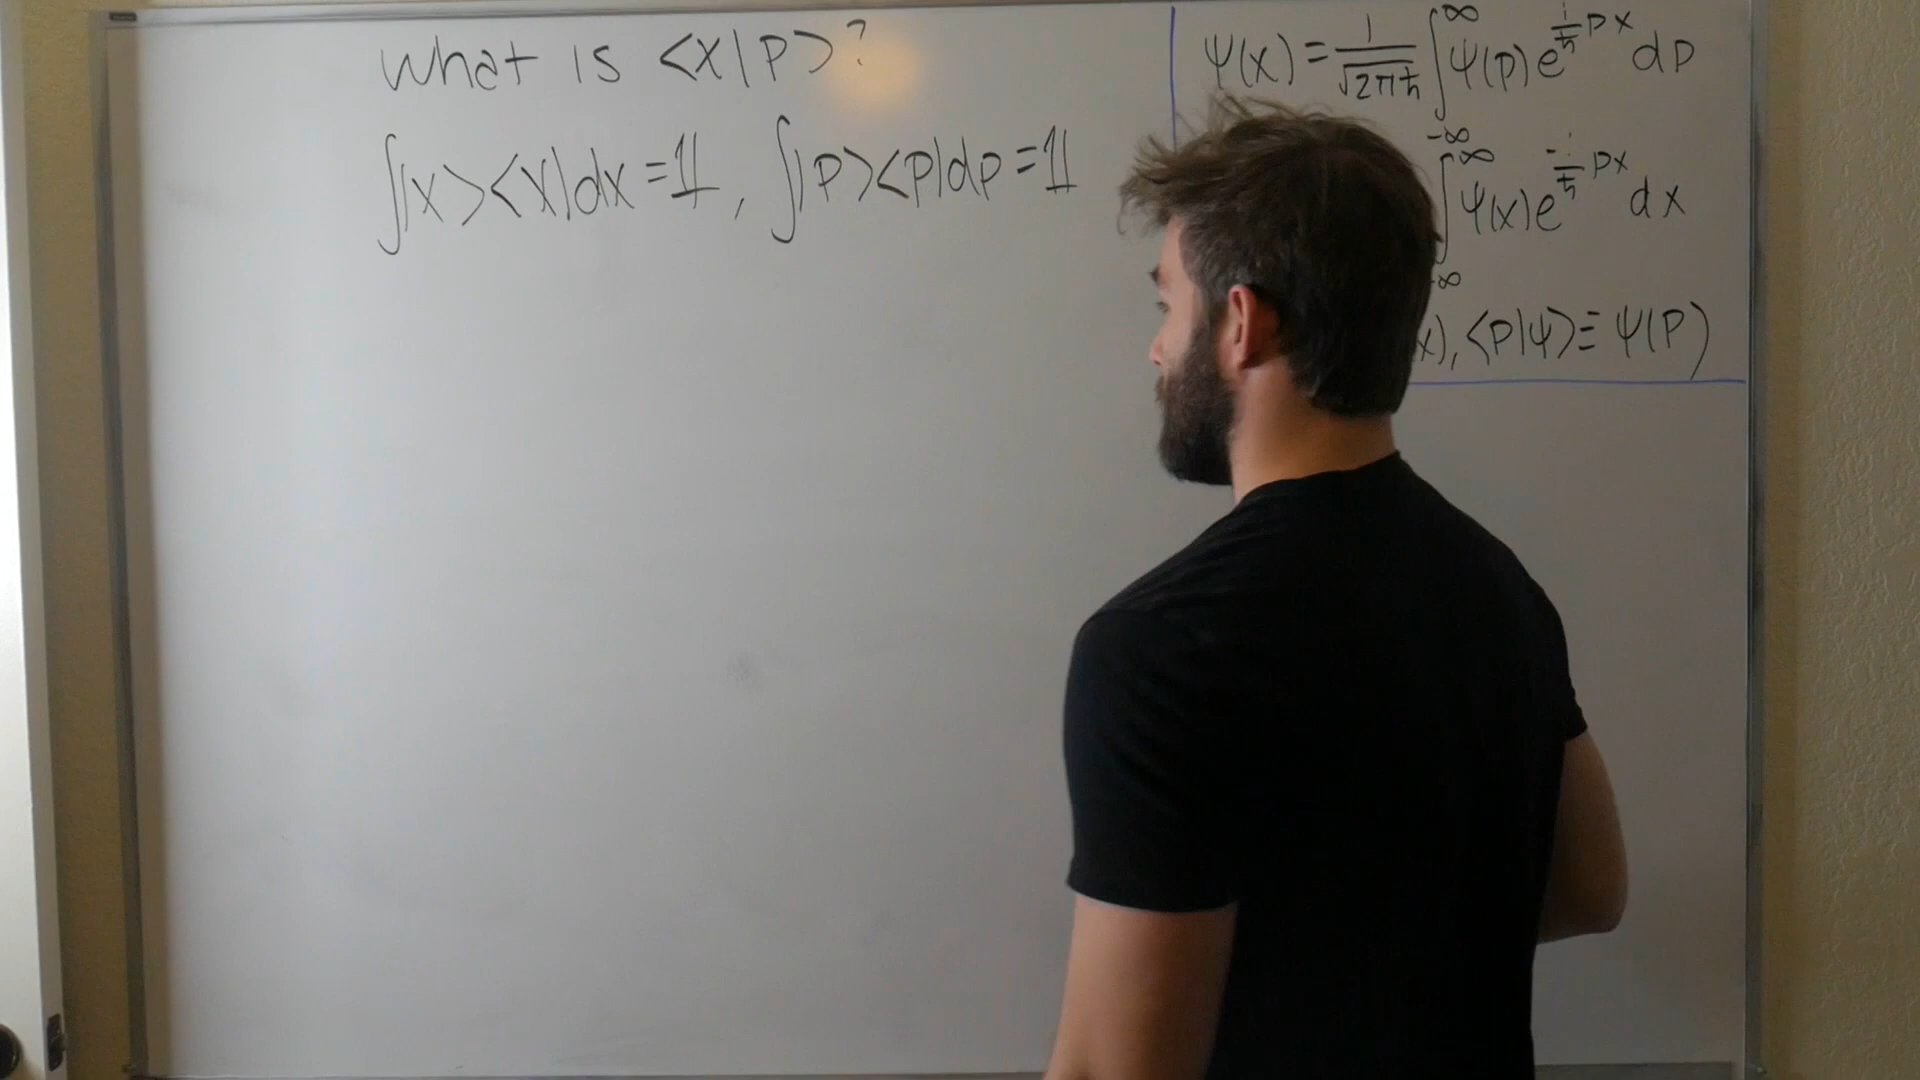 What is <x|p>?
∫|x><x|dx = 𝟙, ∫|p><p|dp = 𝟙
ψ(x) = 1/√(2πħ) ∫_{-∞}^{∞} ψ(p) e^{i/ħ px} dp
∫_{-∞}^{∞} ψ(x) e^{-i/ħ px} dx
x), <p|ψ> ≡ ψ(p)